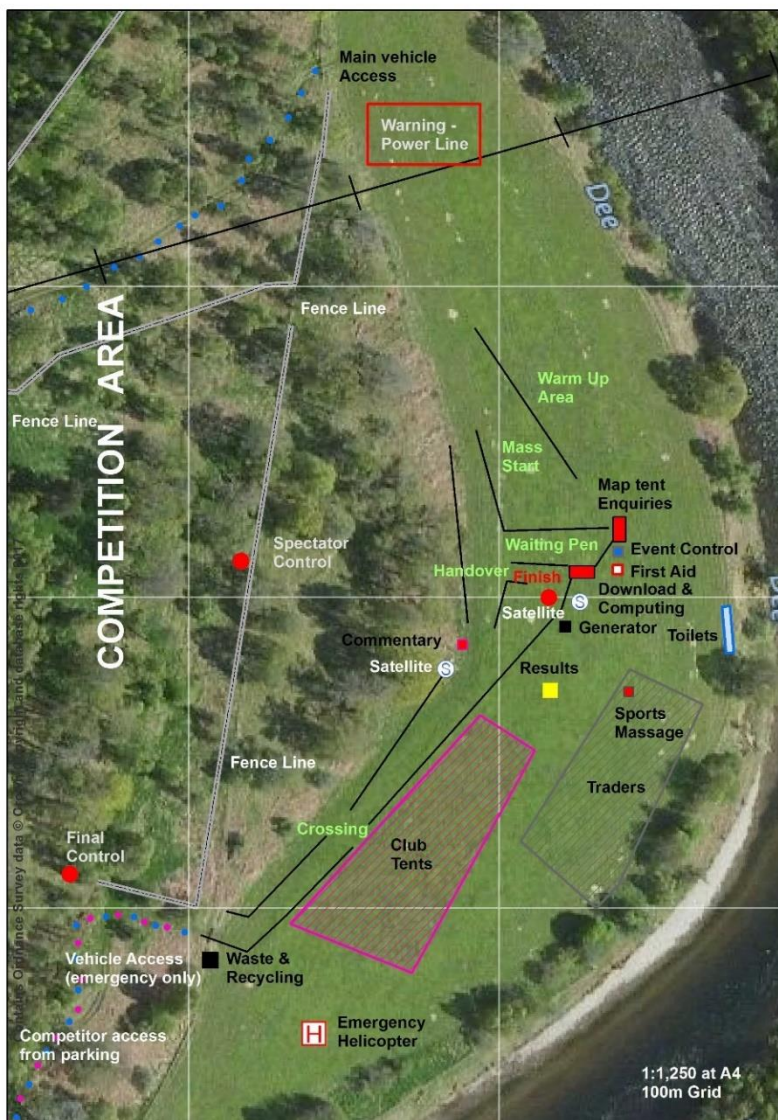 Main vehicle
Access
Warning -
Power Line
Dee
Fence Line
Fence Line
COMPETITION AREA
Warm Up
Area
Mass
Start
Map tent
Enquiries
Spectator
Control
Waiting Pen
Event Control
Handover
Finish
First Aid
Satellite
S
Download &
Computing
Generator
Toilets
Commentary
Satellite
S
Results
Sports
Massage
Fence Line
Traders
Crossing
Club
Tents
Final
Control
Vehicle Access
(emergency only)
Waste &
Recycling
Competitor access
from parking
H
Emergency
Helicopter
1:1,250 at A4
100m Grid
Ordnance Survey data ©